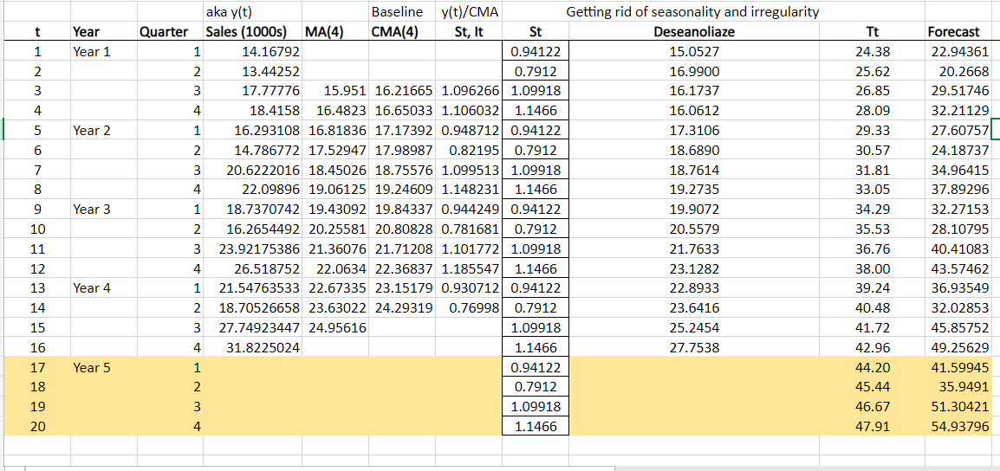 aka y(t) Baseline y(t)/CMA Getting rid of seasonality and irregularity
t Year Quarter Sales (1000s) MA(4) CMA(4) St, It St Deseanoliaze Tt Forecast
1 Year 1 1 14.16792 0.94122 15.0527 24.38 22.94361
2 2 13.44252 0.7912 16.9900 25.62 20.2668
3 3 17.77776 15.951 16.21665 1.096266 1.09918 16.1737 26.85 29.51746
4 4 18.4158 16.4823 16.65033 1.106032 1.1466 16.0612 28.09 32.21129
5 Year 2 1 16.293108 16.81836 17.17392 0.948712 0.94122 17.3106 29.33 27.60757
6 2 14.786772 17.52947 17.98987 0.82195 0.7912 18.6890 30.57 24.18737
7 3 20.6222016 18.45026 18.75576 1.099513 1.09918 18.7614 31.81 34.96415
8 4 22.09896 19.06125 19.24609 1.148231 1.1466 19.2735 33.05 37.89296
9 Year 3 1 18.7370742 19.43092 19.84337 0.944249 0.94122 19.9072 34.29 32.27153
10 2 16.2654492 20.25581 20.80828 0.781681 0.7912 20.5579 35.53 28.10795
11 3 23.92175386 21.36076 21.71208 1.101772 1.09918 21.7633 36.76 40.41083
12 4 26.518752 22.0634 22.36837 1.185547 1.1466 23.1282 38.00 43.57462
13 Year 4 1 21.54763533 22.67335 23.15179 0.930712 0.94122 22.8933 39.24 36.93549
14 2 18.70526658 23.63022 24.29319 0.76998 0.7912 23.6416 40.48 32.02853
15 3 27.74923447 24.95616 1.09918 25.2454 41.72 45.85752
16 4 31.8225024 1.1466 27.7538 42.96 49.25629
17 Year 5 1 0.94122 44.20 41.59945
18 2 0.7912 45.44 35.9491
19 3 1.09918 46.67 51.30421
20 4 1.1466 47.91 54.93796